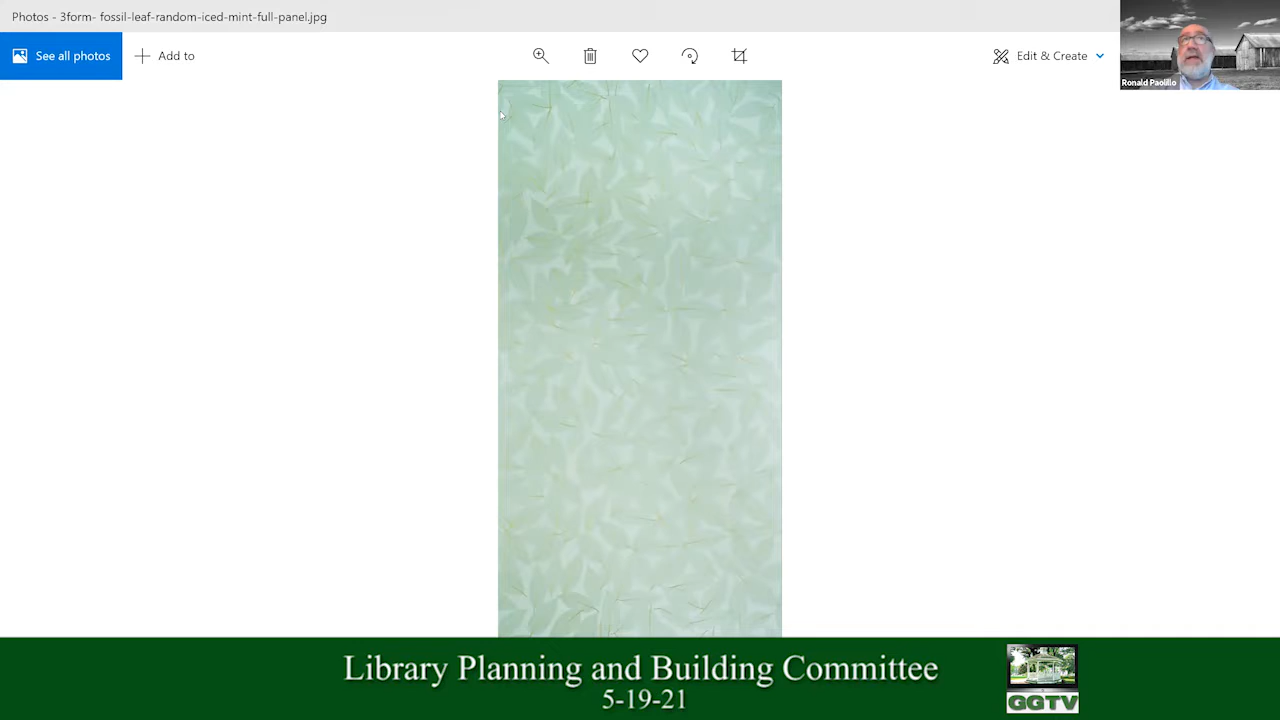 Photos - 3form- fossil-leaf-random-iced-mint-full-panel.jpg
See all photos
Add to
Edit & Create
Ronald Paolillo
Library Planning and Building Committee
5-19-21
GGTV